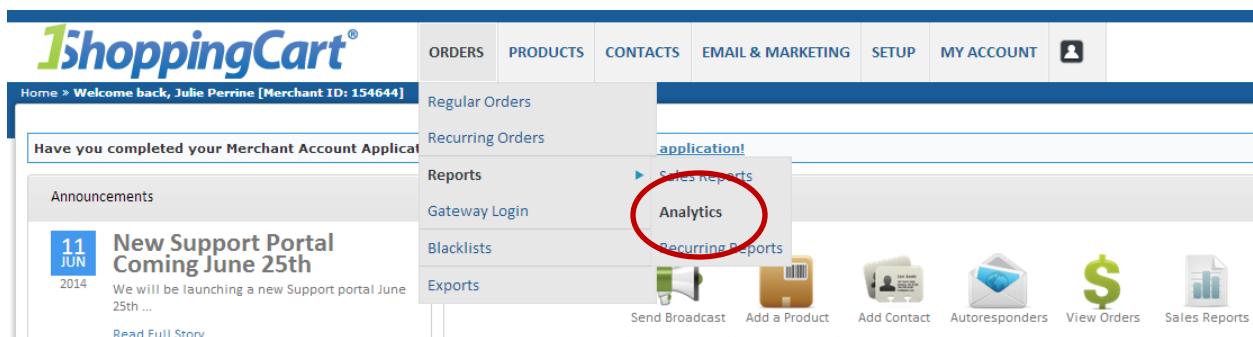 1ShoppingCart®
ORDERS PRODUCTS CONTACTS EMAIL & MARKETING SETUP MY ACCOUNT
Home » Welcome back, Julie Perrine [Merchant ID: 154644]
Regular Orders
Recurring Orders
Have you completed your Merchant Account application!
Reports
Sales Reports
Announcements
Gateway Login
Analytics
Blacklists
Recurring Reports
Exports
11
JUN
2014
New Support Portal
Coming June 25th
We will be launching a new Support portal June
25th ...
Read Full Story
Send Broadcast Add a Product Add Contact Autoresponders View Orders Sales Reports